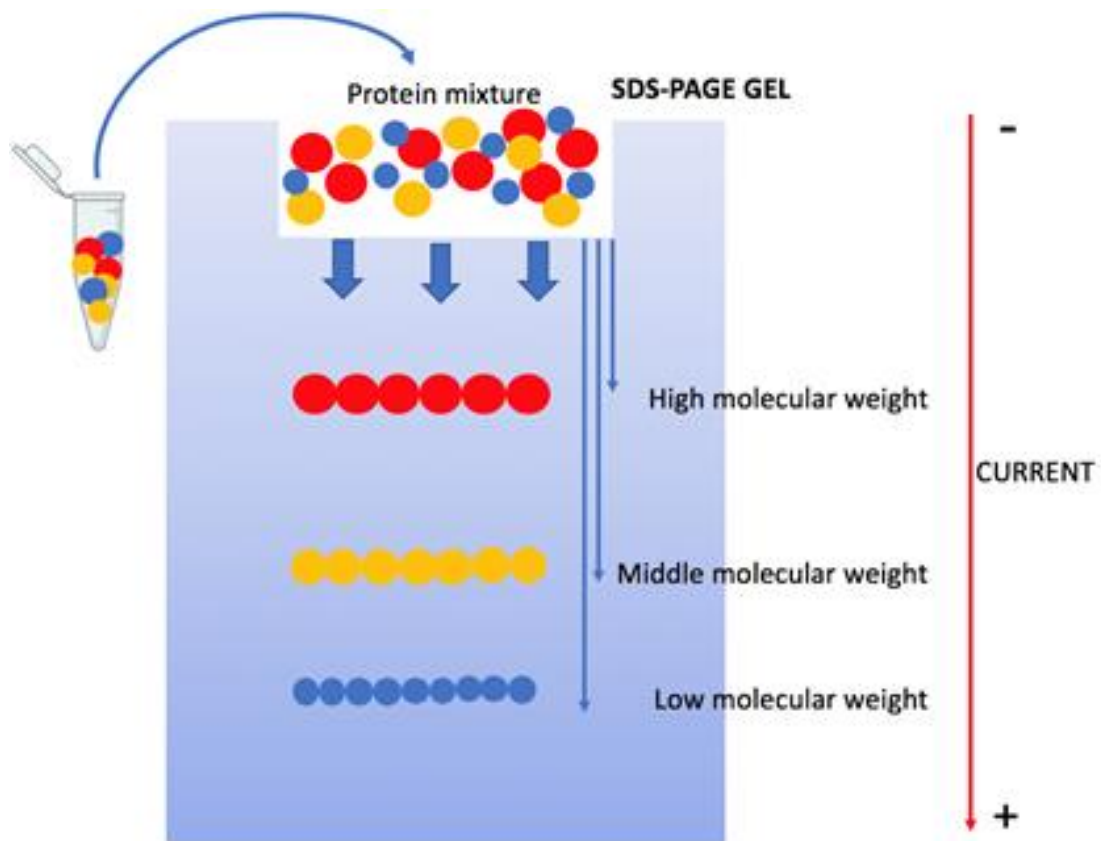 Protein mixture
SDS-PAGE GEL
-
High molecular weight
CURRENT
Middle molecular weight
Low molecular weight
+